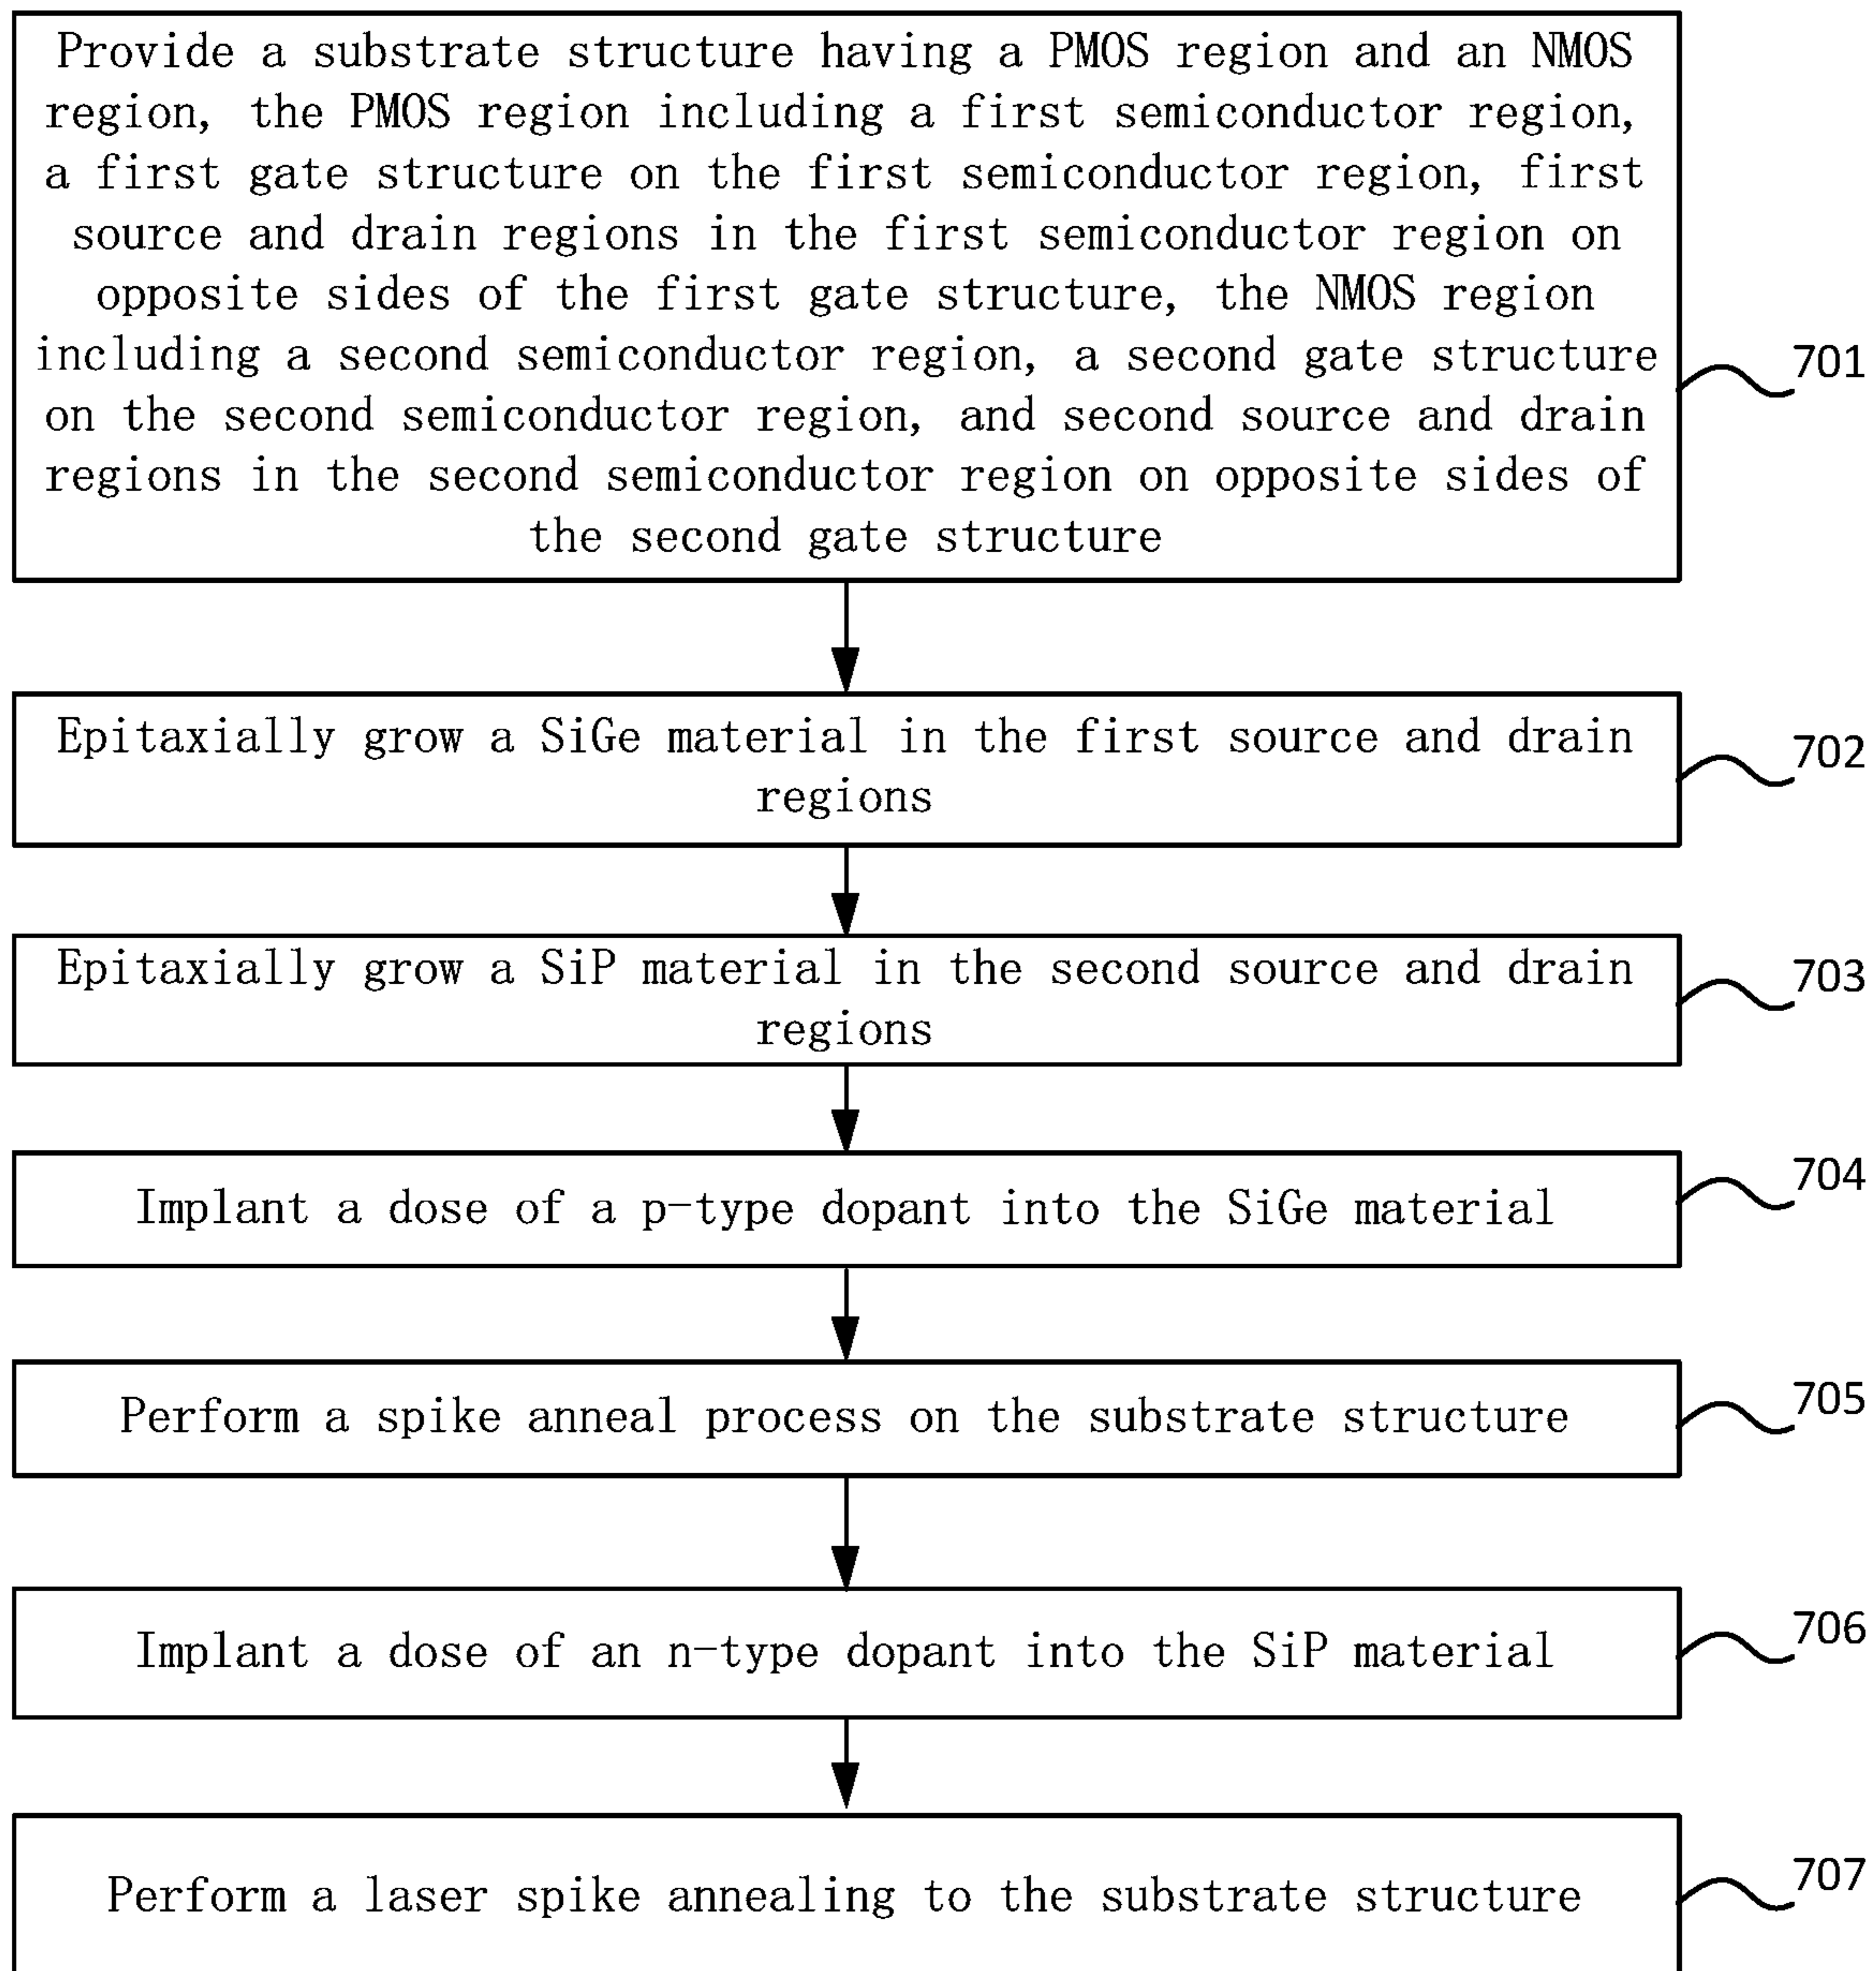 Provide a substrate structure having a PMOS region and an NMOS
region, the PMOS region including a first semiconductor region,
a first gate structure on the first semiconductor region, first
source and drain regions in the first semiconductor region on
opposite sides of the first gate structure, the NMOS region
including a second semiconductor region, a second gate structure
on the second semiconductor region, and second source and drain
regions in the second semiconductor region on opposite sides of
the second gate structure
701
Epitaxially grow a SiGe material in the first source and drain
regions
702
Epitaxially grow a SiP material in the second source and drain
regions
703
Implant a dose of a p-type dopant into the SiGe material
704
Perform a spike anneal process on the substrate structure
705
Implant a dose of an n-type dopant into the SiP material
706
Perform a laser spike annealing to the substrate structure
707